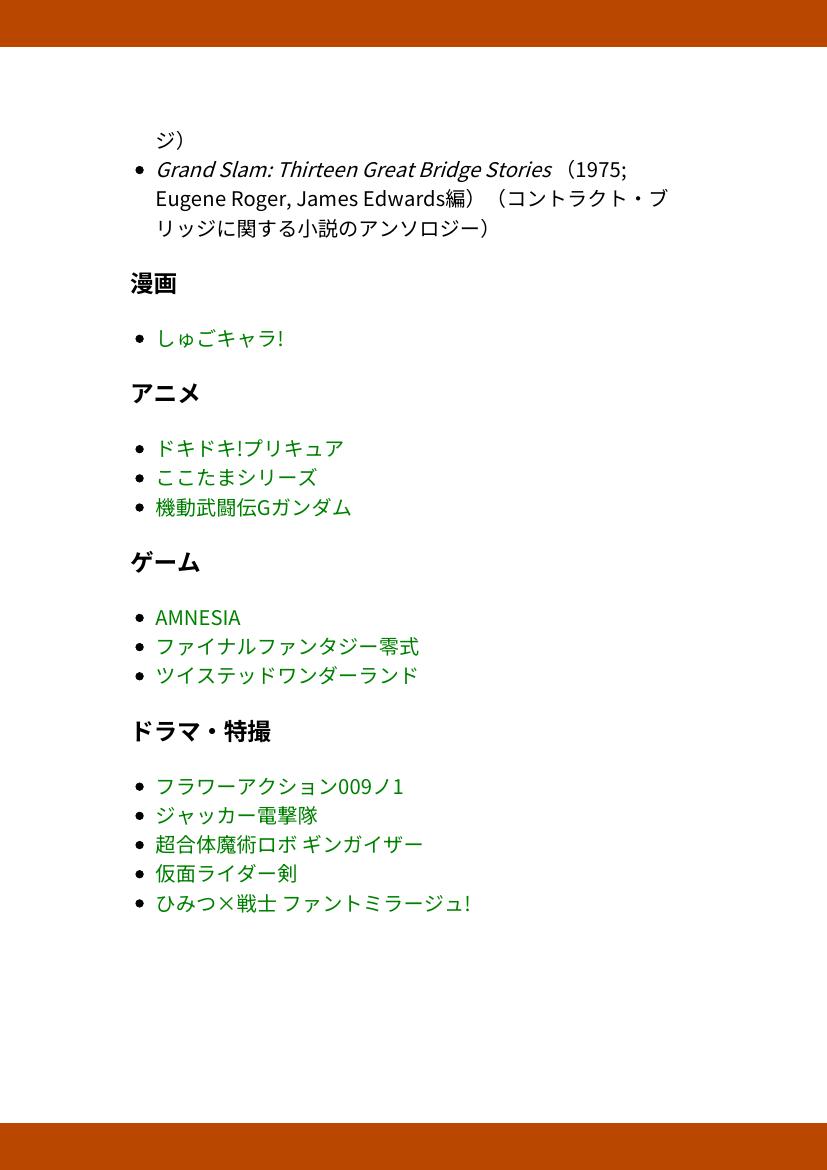 ジ）
Grand Slam: Thirteen Great Bridge Stories （1975;
Eugene Roger, James Edwards編）（コントラクト・ブ
リッジに関する小説のアンソロジー）
漫画
しゅごキャラ!
アニメ
ドキドキ!プリキュア
ここたまシリーズ
機動武闘伝Gガンダム
ゲーム
AMNESIA
ファイナルファンタジー零式
ツイステッドワンダーランド
ドラマ・特撮
フラワーアクション009ノ1
ジャッカー電撃隊
超合体魔術ロボ ギンガイザー
仮面ライダー剣
ひみつ×戦士 ファントミラージュ!